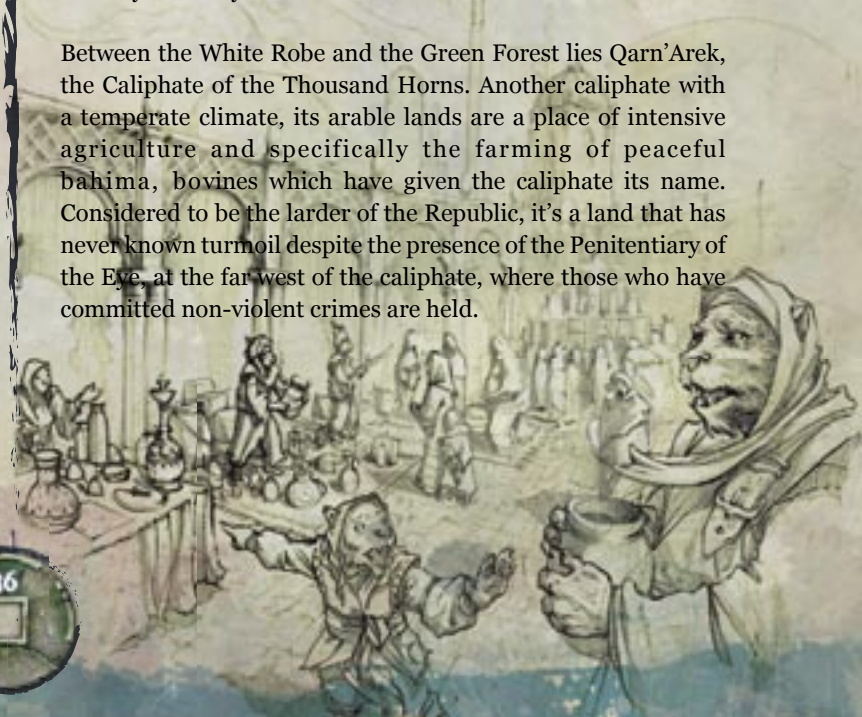 Between the White Robe and the Green Forest lies Qarn’Arek,
the Caliphate of the Thousand Horns. Another caliphate with
a temperate climate, its arable lands are a place of intensive
agriculture and specifically the farming of peaceful
bahima, bovines which have given the caliphate its name.
Considered to be the larder of the Republic, it’s a land that has
never known turmoil despite the presence of the Penitentiary of
the Eye, at the far west of the caliphate, where those who have
committed non-violent crimes are held.